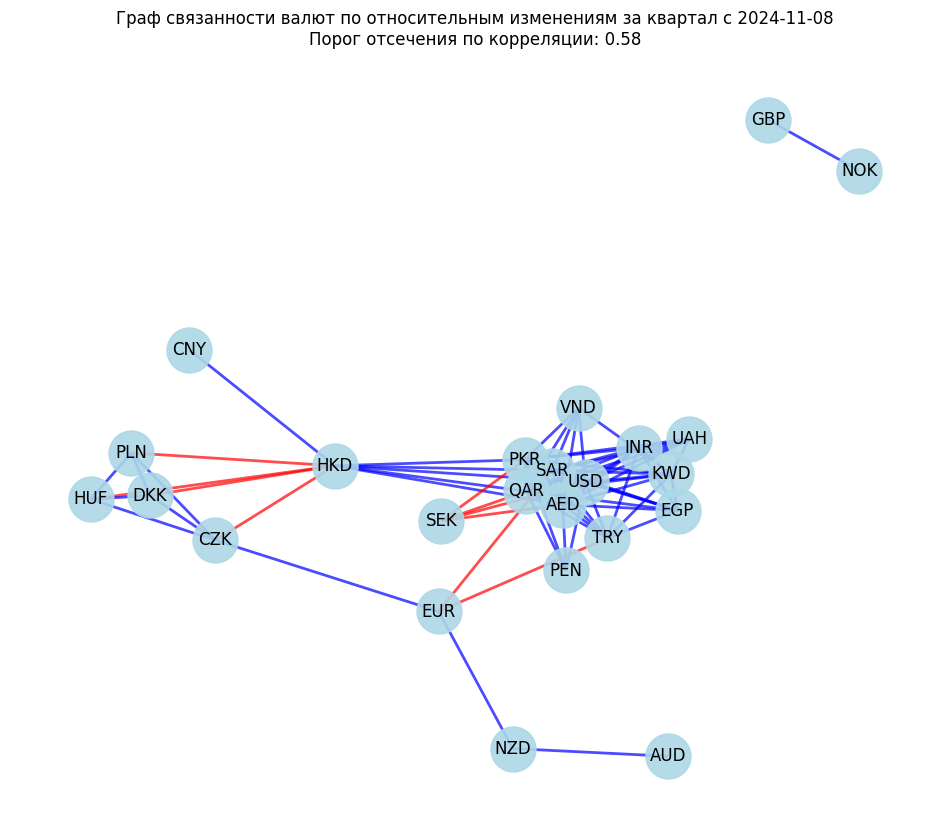 Граф связанности валют по относительным изменениям за квартал с 2024-11-08
Порог отсечения по корреляции: 0.58
GBP
NOK
CNY
VND
UAH
INR
PLN
PKR
HKD
SAR
KWD
USD
QAR
DKK
HUF
AED
EGP
SEK
TRY
CZK
PEN
EUR
NZD
AUD